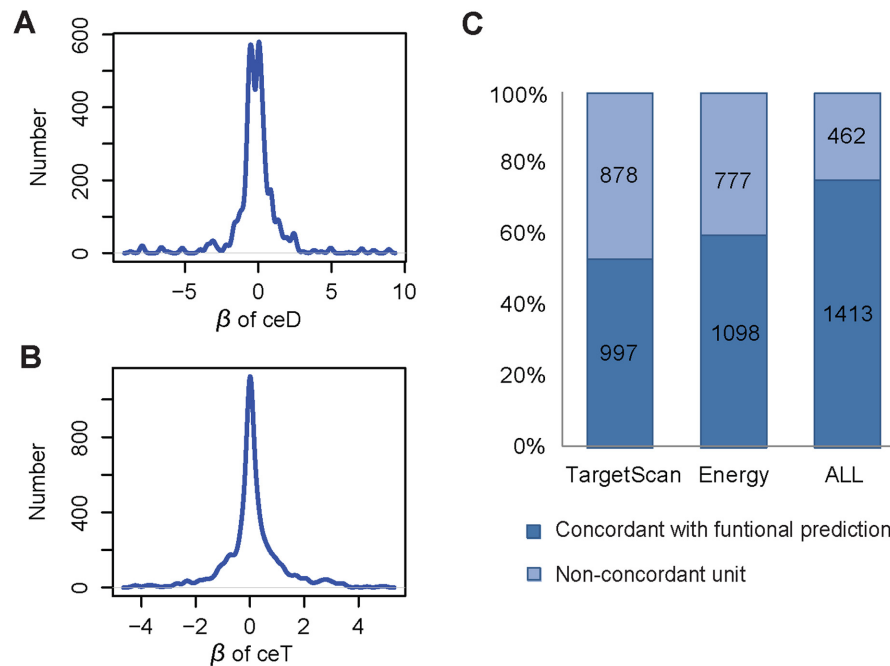 A
Number
600
400
200
0
−5
0
5
10
β of ceD
B
Number
800
400
0
−4
−2
0
2
4
β of ceT
C
100%
80%
60%
40%
20%
0%
878
777
462
997
1098
1413
TargetScan
Energy
ALL
Concordant with funtional prediction
Non-concordant unit